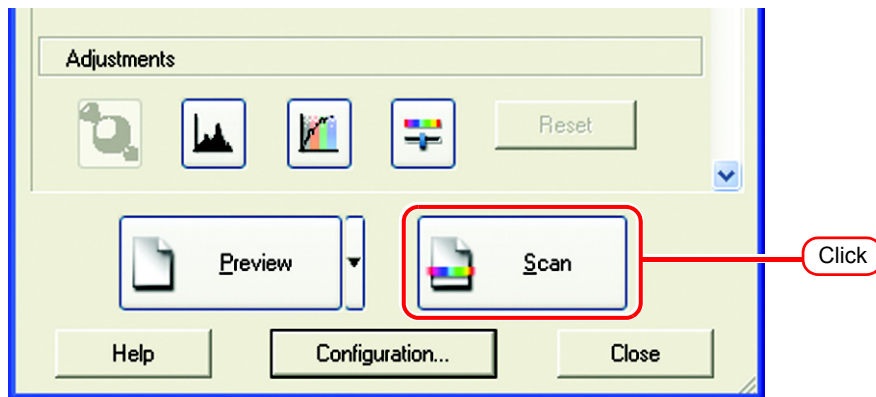 Adjustments
Reset
Preview
Scan
Click
Help
Configuration...
Close